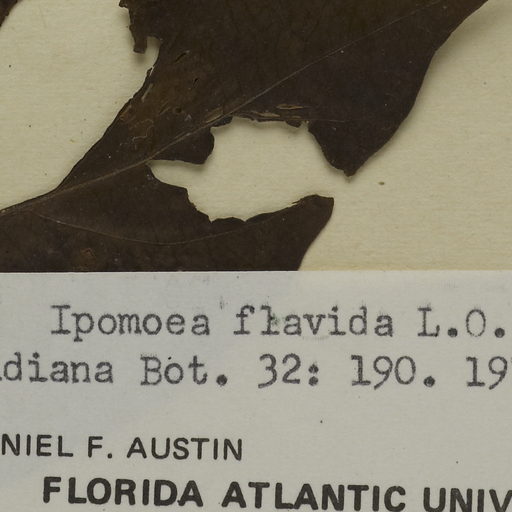 Ipomoea flavida L.O.
diana Bot. 32: 190. 19
NIEL F. AUSTIN
FLORIDA ATLANTIC UNIV